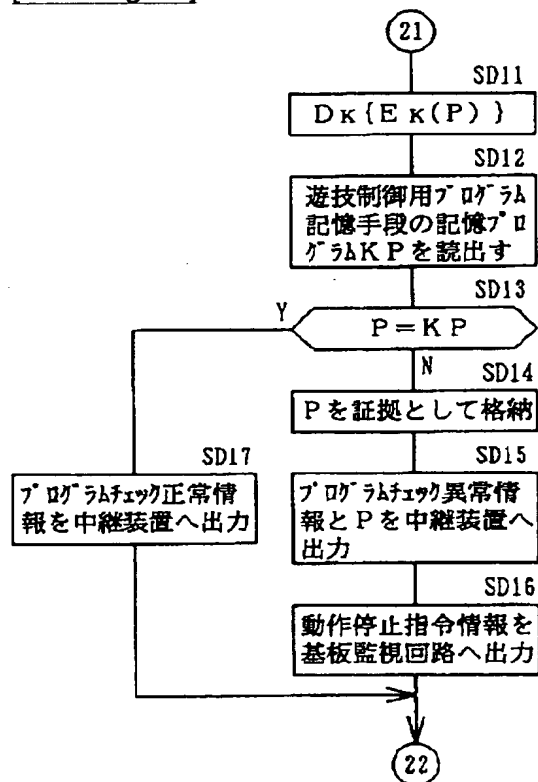 21
SD11
Dκ{Eκ(P)}
SD12
遊技制御用プログラム
記憶手段の記憶プロ
グラムKPを読出す
SD13
Y
P=KP
N
SD14
Pを証拠として格納
SD17
SD15
プログラムチェック正常情
報を中継装置へ出力
プログラムチェック異常情
報とPを中継装置へ
出力
SD16
動作停止指令情報を
基板監視回路へ出力
22